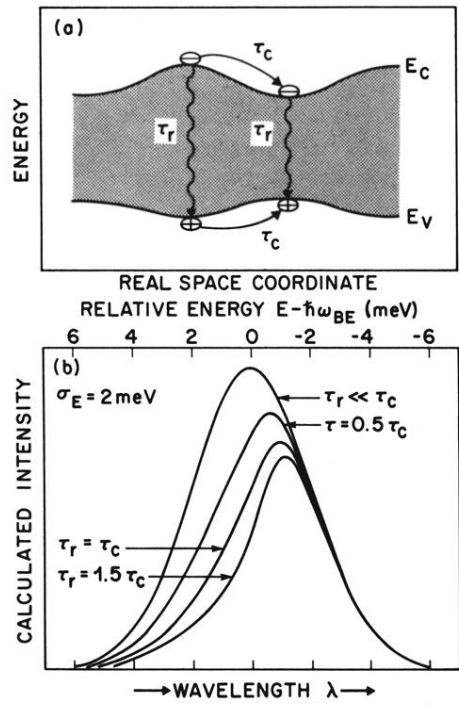 (a)
⊖ τc ⊖
EC
ENERGY
τr τr
⊕ τc ⊕
EV
REAL SPACE COORDINATE
RELATIVE ENERGY E-ħωBE (meV)
6 4 2 0 -2 -4 -6
(b)
σE = 2 meV
τr ≪ τc
τ = 0.5 τc
CALCULATED INTENSITY
τr = τc
τr = 1.5 τc
→WAVELENGTH λ→